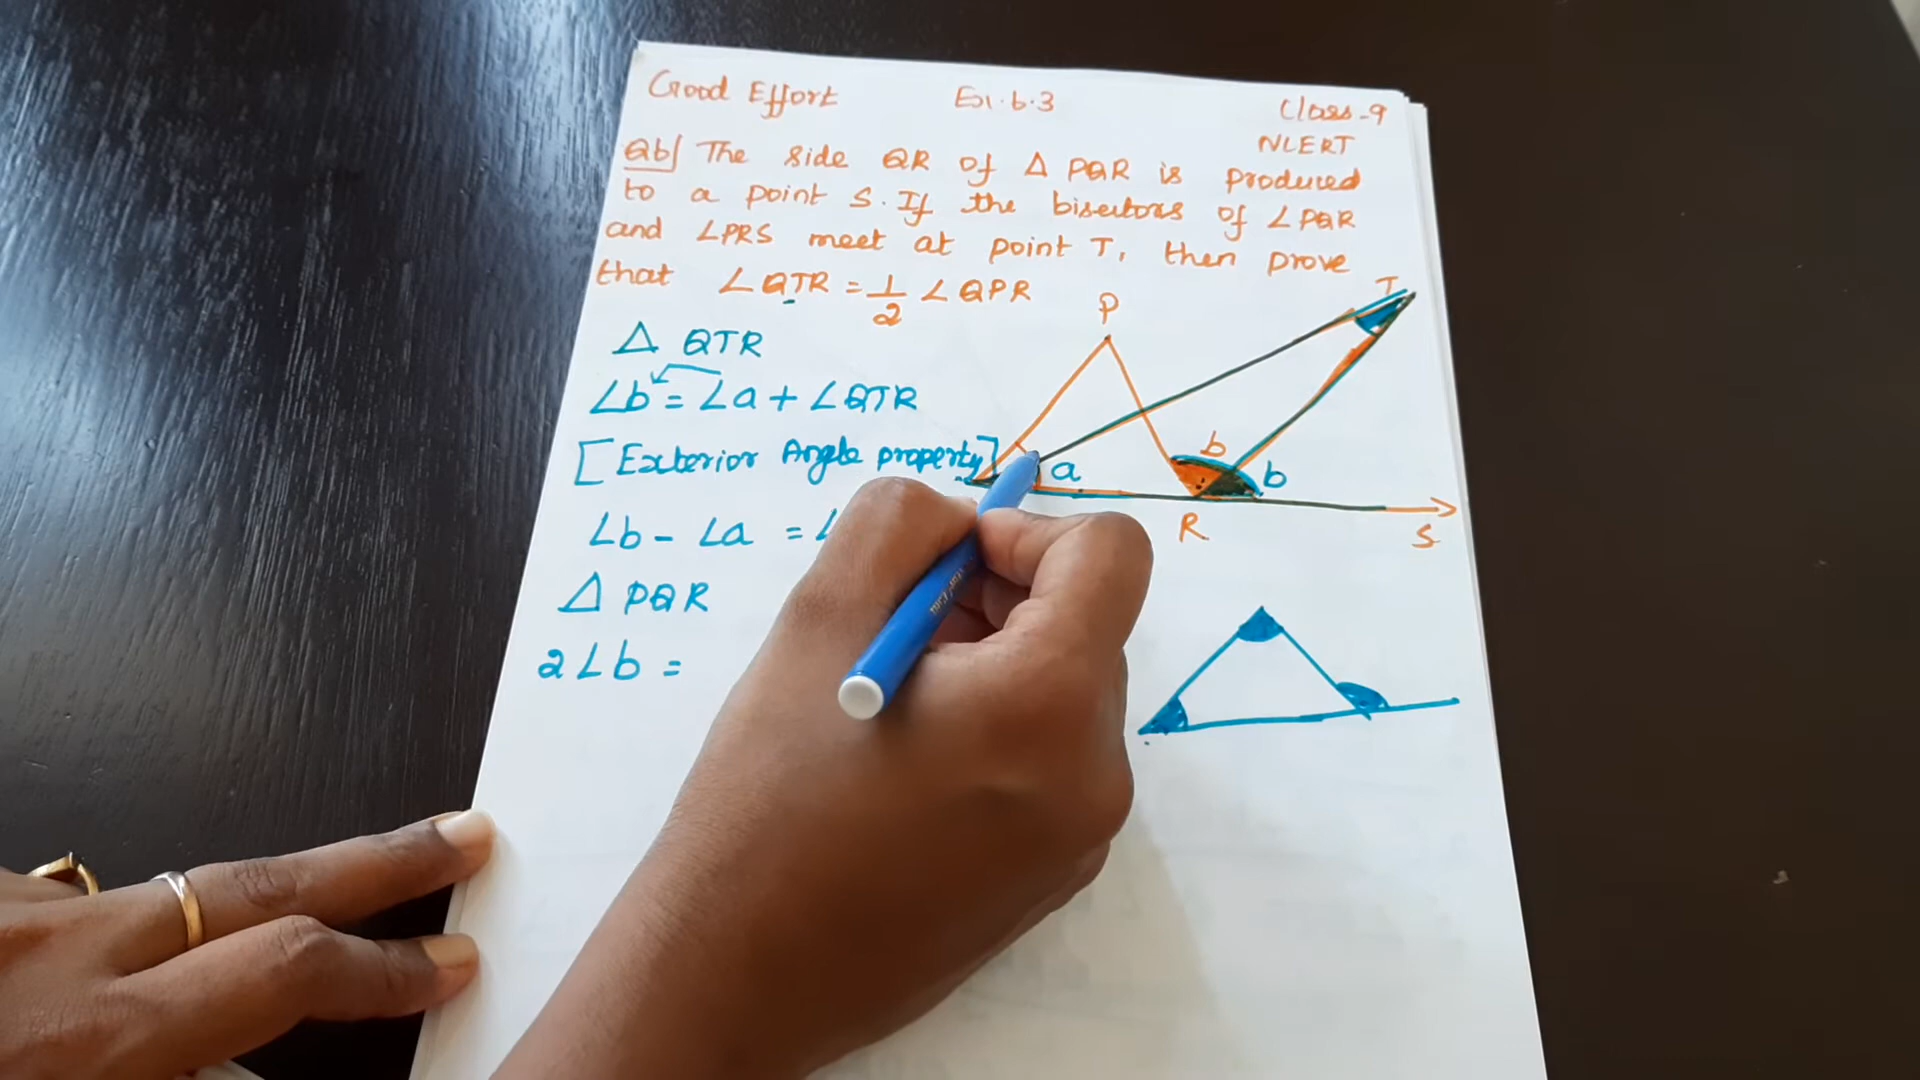 Good Effort Ex.6.3 Class-9
NCERT
Q6/ The side QR of Δ PQR is produced
to a point S. If the bisectors of ∠PQR
and ∠PRS meet at point T, then prove
that ∠QTR = 1/2 ∠QPR
Δ QTR
∠b = ∠a + ∠QTR
[Exterior Angle property]
∠b - ∠a = ∠
Δ PQR
2∠b =
P
T
a
b
b
R
S